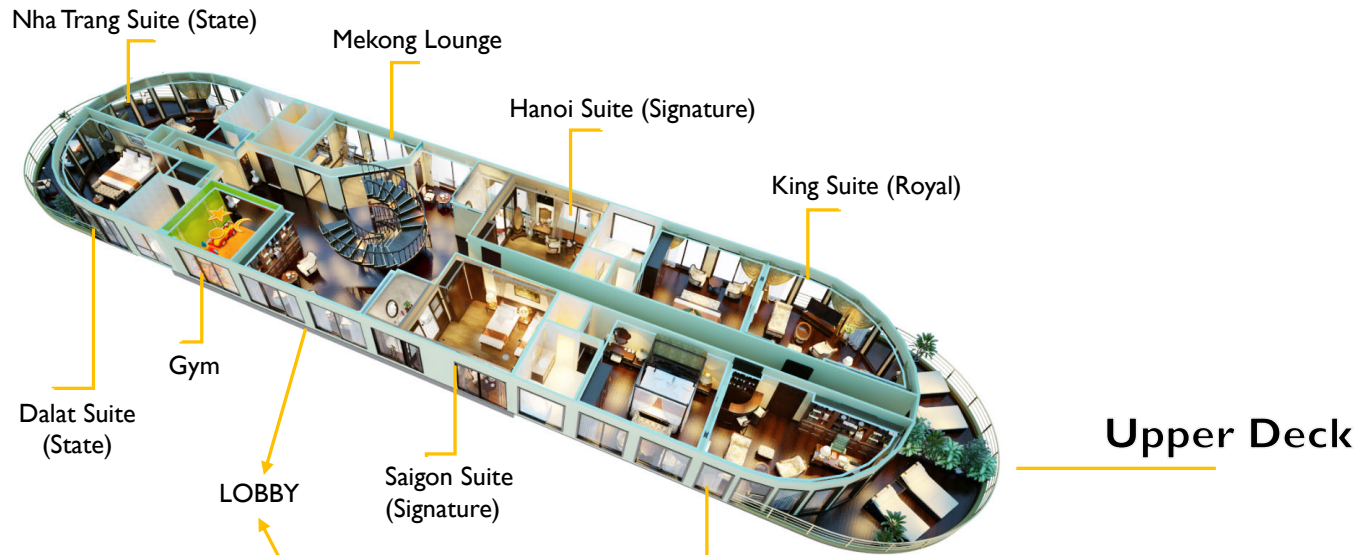 Nha Trang Suite (State)
Mekong Lounge
Hanoi Suite (Signature)
King Suite (Royal)
Gym
Dalat Suite
(State)
Upper Deck
Saigon Suite
(Signature)
LOBBY